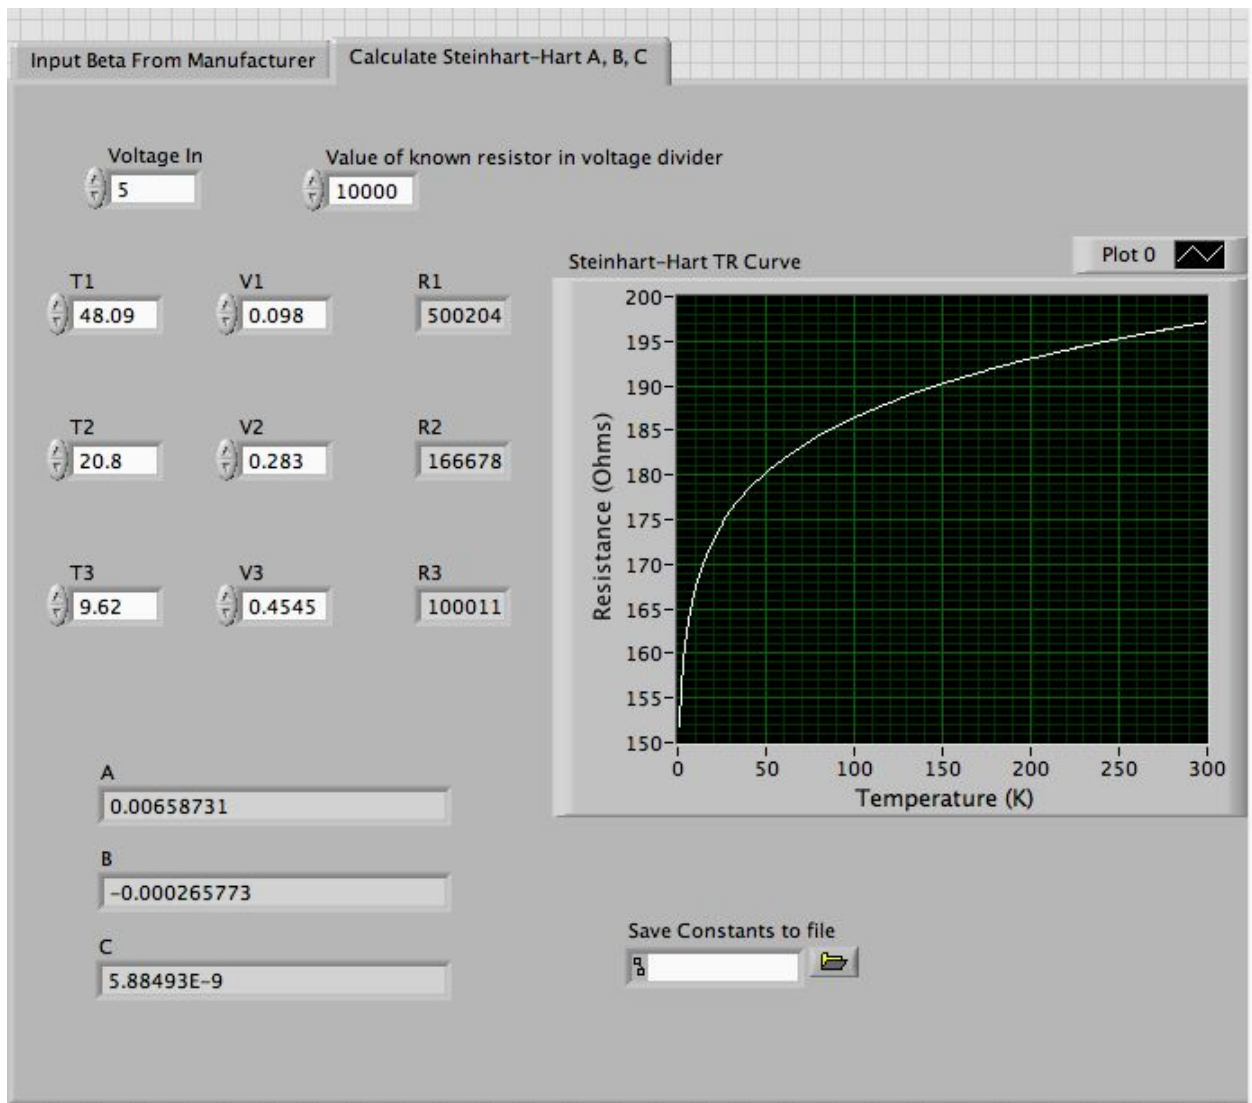 Input Beta From Manufacturer
Calculate Steinhart-Hart A, B, C
Voltage In
Value of known resistor in voltage divider
5
10000
Steinhart-Hart TR Curve
Plot 0
T1
V1
R1
48.09
0.098
500204
T2
V2
R2
20.8
0.283
166678
T3
V3
R3
9.62
0.4545
100011
200
195
190
185
180
175
170
165
160
155
150
Resistance (Ohms)
0 50 100 150 200 250 300
Temperature (K)
A
0.00658731
B
-0.000265773
C
5.88493E-9
Save Constants to file